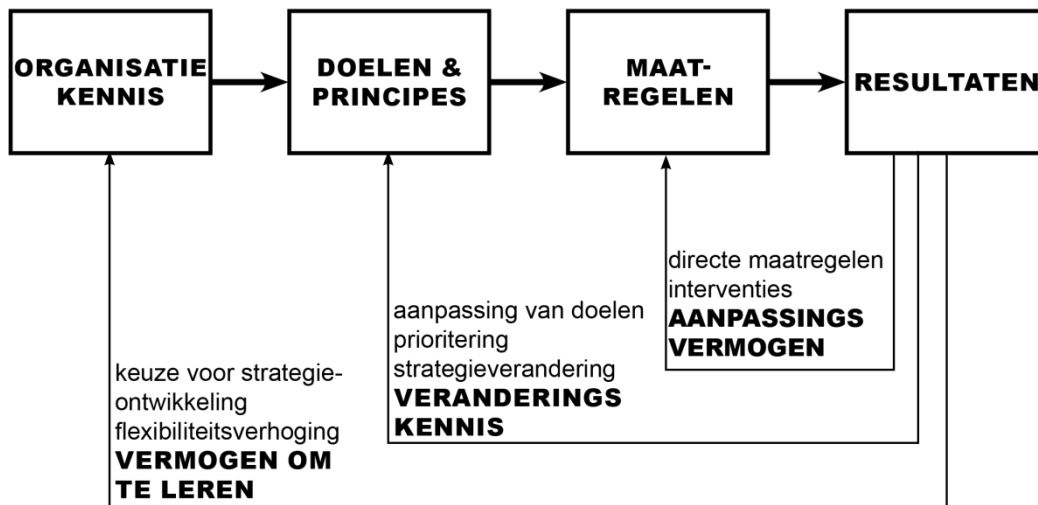 ORGANISATIE
KENNIS
DOELEN &
PRINCIPES
MAAT-
REGELEN
RESULTATEN
directe maatregelen
interventies
AANPASSINGS
VERMOGEN
aanpassing van doelen
prioritering
strategieverandering
VERANDERINGS
KENNIS
keuze voor strategie-
ontwikkeling
flexibiliteitsverhoging
VERMOGEN OM
TE LEREN